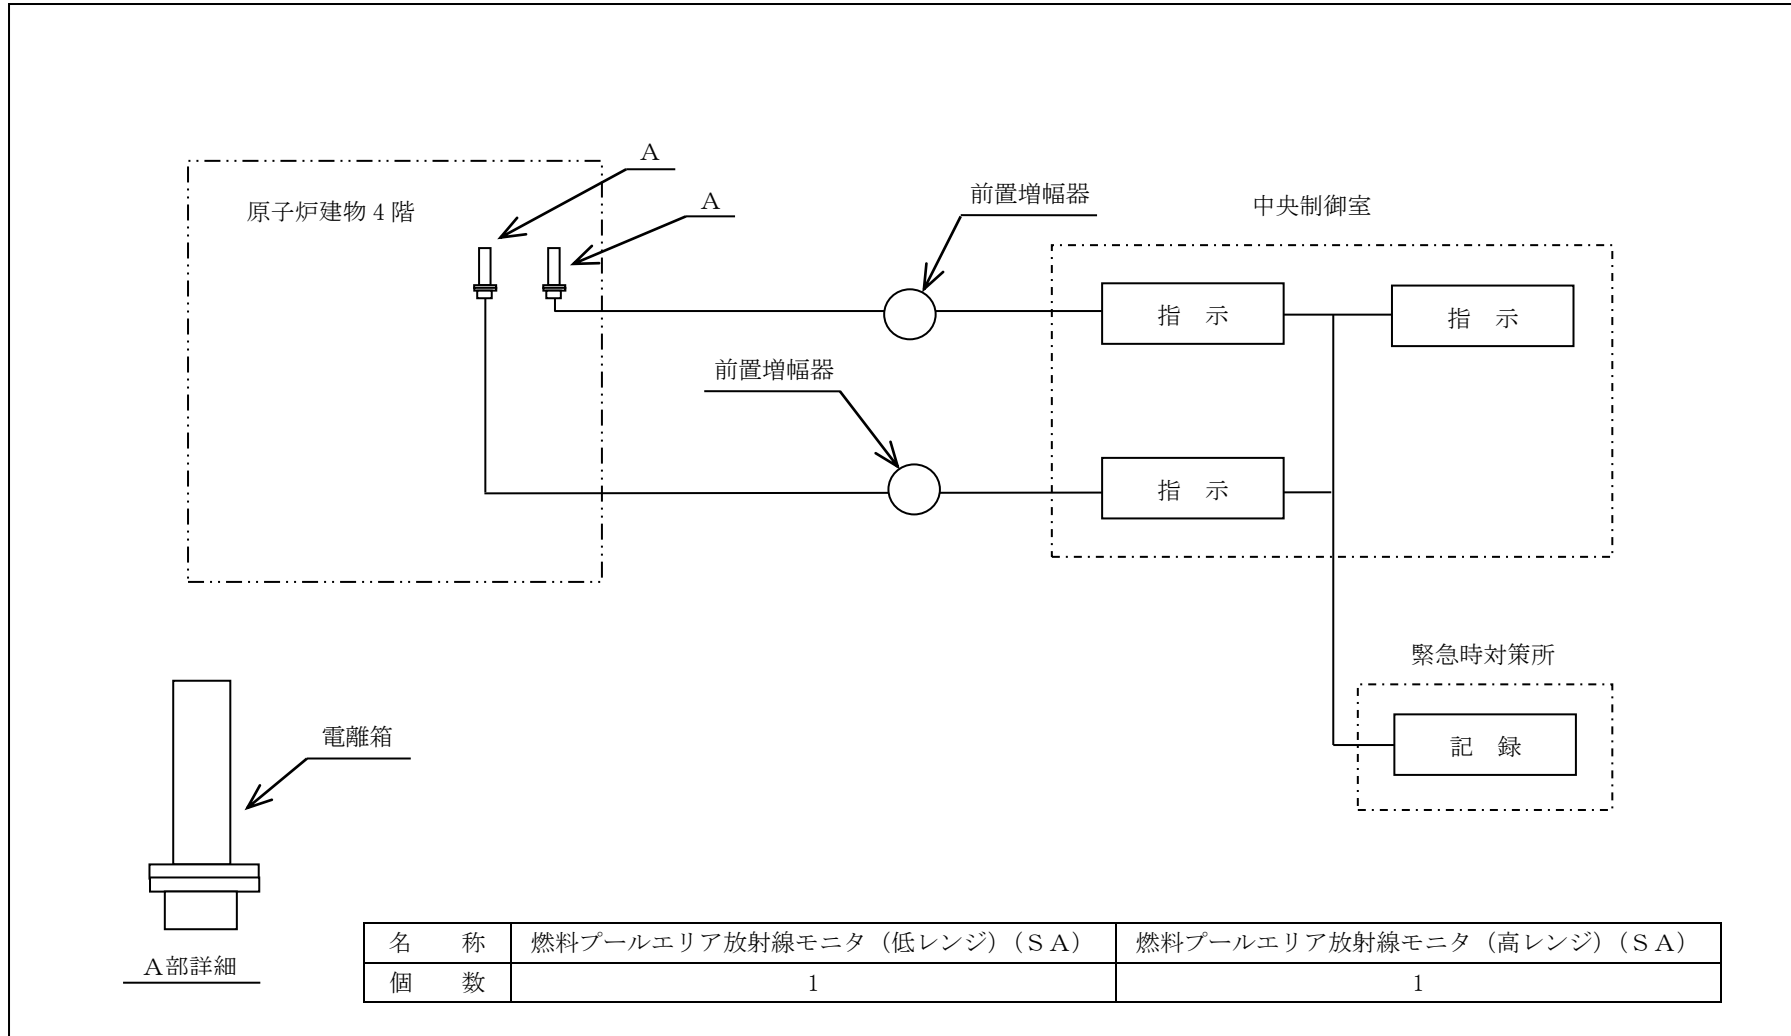 A
A
原子炉建物４階
前置増幅器
中央制御室
指　示
指　示
前置増幅器
指　示
緊急時対策所
電離箱
記　録
A部詳細
名　　称　燃料プールエリア放射線モニタ（低レンジ）（ＳＡ）　燃料プールエリア放射線モニタ（高レンジ）（ＳＡ）
個　　数　1　1